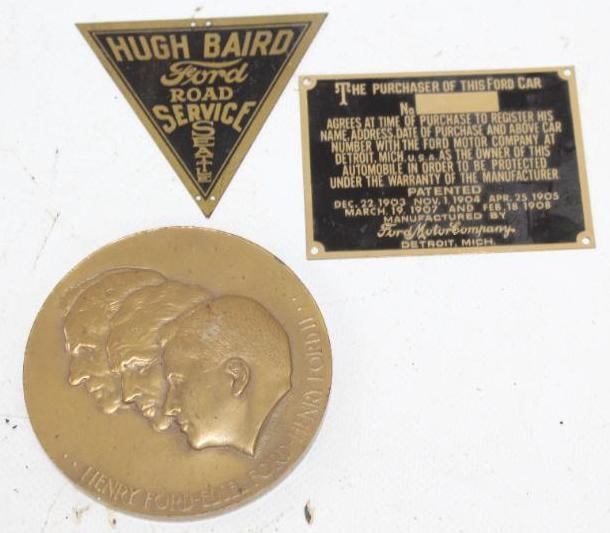 HUGH BAIRD
Ford
ROAD
SERVICE
SEATTLE
THE PURCHASER OF THIS FORD CAR
No
AGREES AT TIME OF PURCHASE TO REGISTER HIS
NAME, ADDRESS, DATE OF PURCHASE AND ABOVE CAR
NUMBER WITH THE FORD MOTOR COMPANY AT
DETROIT, MICH. U.S.A. AS THE OWNER OF THIS
AUTOMOBILE IN ORDER TO BE PROTECTED
UNDER THE WARRANTY OF THE MANUFACTURER
PATENTED
DEC. 22, 1903 NOV. 1, 1904 APR. 25, 1905
MARCH. 19, 1907 AND FEB. 18 1908
MANUFACTURED BY
Ford Motor Company.
DETROIT, MICH.
··HENRY FORD-EDSEL FORD-HENRY FORD II··